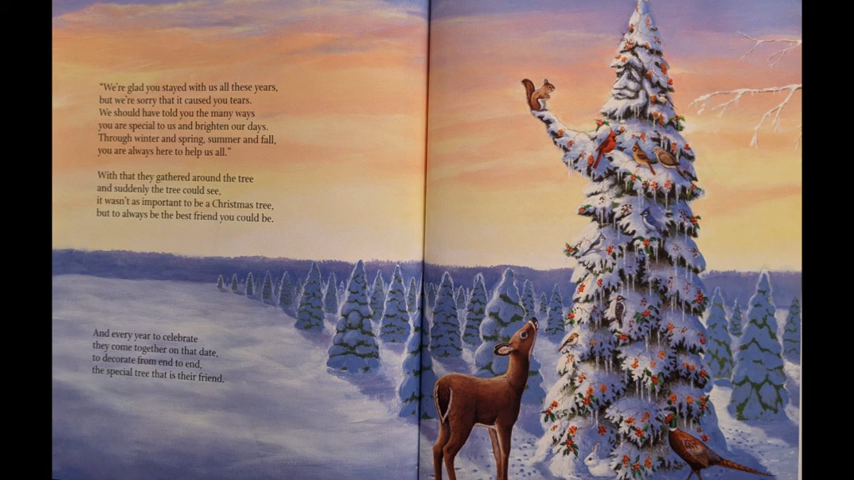 "We're glad you stayed with us all these years,
but we're sorry that it caused you tears.
We should have told you the many ways
you are special to us and brighten our days.
Through winter and spring, summer and fall,
you are always here to help us all."
With that they gathered around the tree
and suddenly the tree could see,
it wasn't as important to be a Christmas tree,
but to always be the best friend you could be.
And every year to celebrate
they come together on that date,
to decorate from end to end,
the special tree that is their friend.